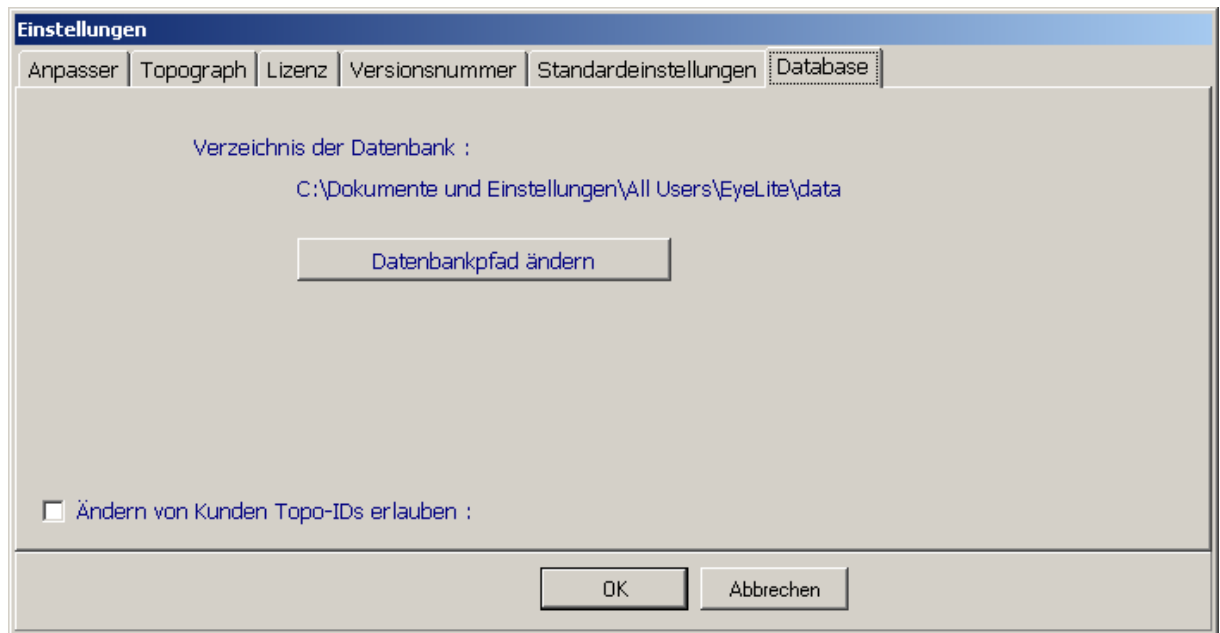 Einstellungen
Anpasser Topograph Lizenz Versionsnummer Standardeinstellungen Database
Verzeichnis der Datenbank :
C:\Dokumente und Einstellungen\All Users\EyeLite\data
Datenbankpfad ändern
Ändern von Kunden Topo-IDs erlauben :
OK Abbrechen